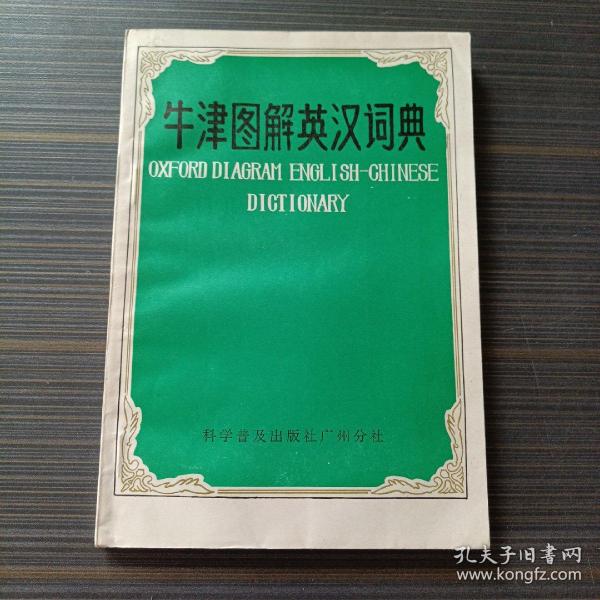 牛津图解英汉词典
OXFORD DIAGRAM ENGLISH-CHINESE
DICTIONARY
科学普及出版社广州分社
孔夫子旧书网
www.kongfz.com